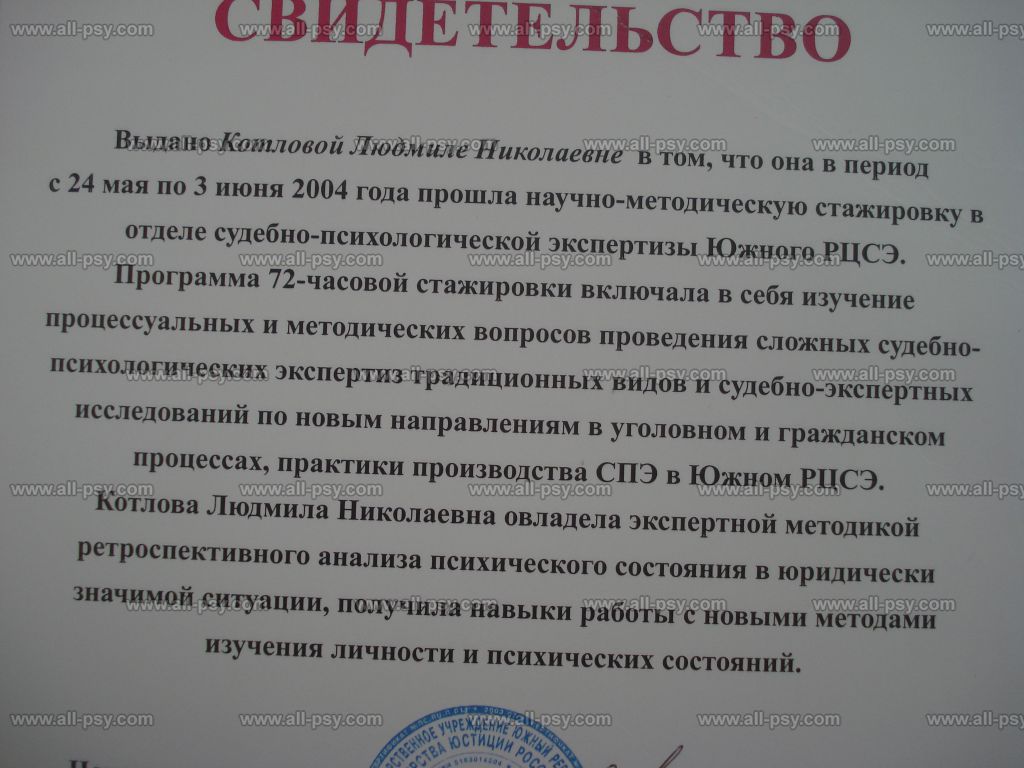 СВИДЕТЕЛЬСТВО
Выдано Котловой Людмиле Николаевне в том, что она в период
с 24 мая по 3 июня 2004 года прошла научно-методическую стажировку в
отделе судебно-психологической экспертизы Южного РЦСЭ.
Программа 72-часовой стажировки включала в себя изучение
процессуальных и методических вопросов проведения сложных судебно-
психологических экспертиз традиционных видов и судебно-экспертных
исследований по новым направлениям в уголовном и гражданском
процессах, практики производства СПЭ в Южном РЦСЭ.
Котлова Людмила Николаевна овладела экспертной методикой
ретроспективного анализа психического состояния в юридически
значимой ситуации, получила навыки работы с новыми методами
изучения личности и психических состояний.
УЧРЕЖДЕНИЕ ЮЖНЫЙ
ЮСТИЦИИ
www.all-psy.com